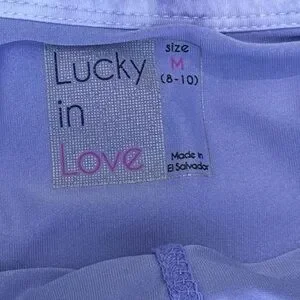 Lucky
in
Love
size
M
(8-10)
Made in
El Salvador